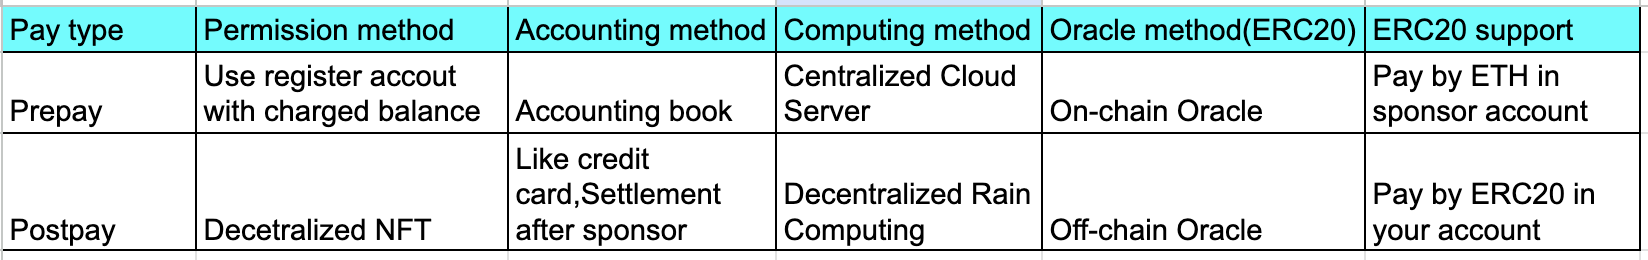 Pay type
Permission method
Accounting method
Computing method
Oracle method(ERC20)
ERC20 support
Prepay
Use register accout
with charged balance
Accounting book
Centralized Cloud
Server
On-chain Oracle
Pay by ETH in
sponsor account
Postpay
Decetralized NFT
Like credit
card,Settlement
after sponsor
Decentralized Rain
Computing
Off-chain Oracle
Pay by ERC20 in
your account